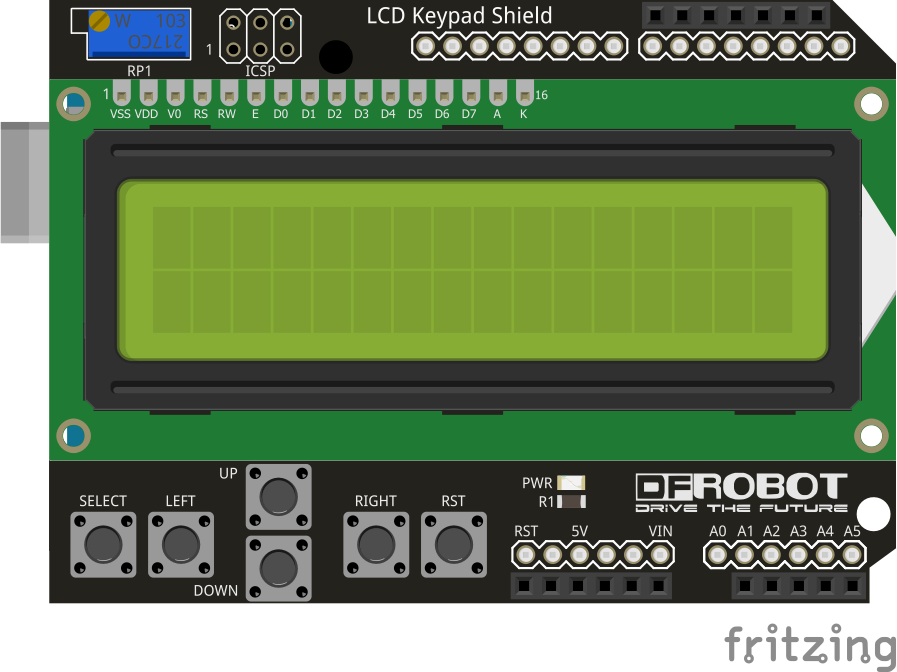 LCD Keypad Shield
W 103
217CO
1
RP1
ICSP
1
16
VSS VDD V0 RS RW E D0 D1 D2 D3 D4 D5 D6 D7 A K
UP
SELECT LEFT
RIGHT RST
DOWN
PWR
R1
DFROBOT
DRIVE THE FUTURE
RST 5V VIN
A0 A1 A2 A3 A4 A5
fritzing